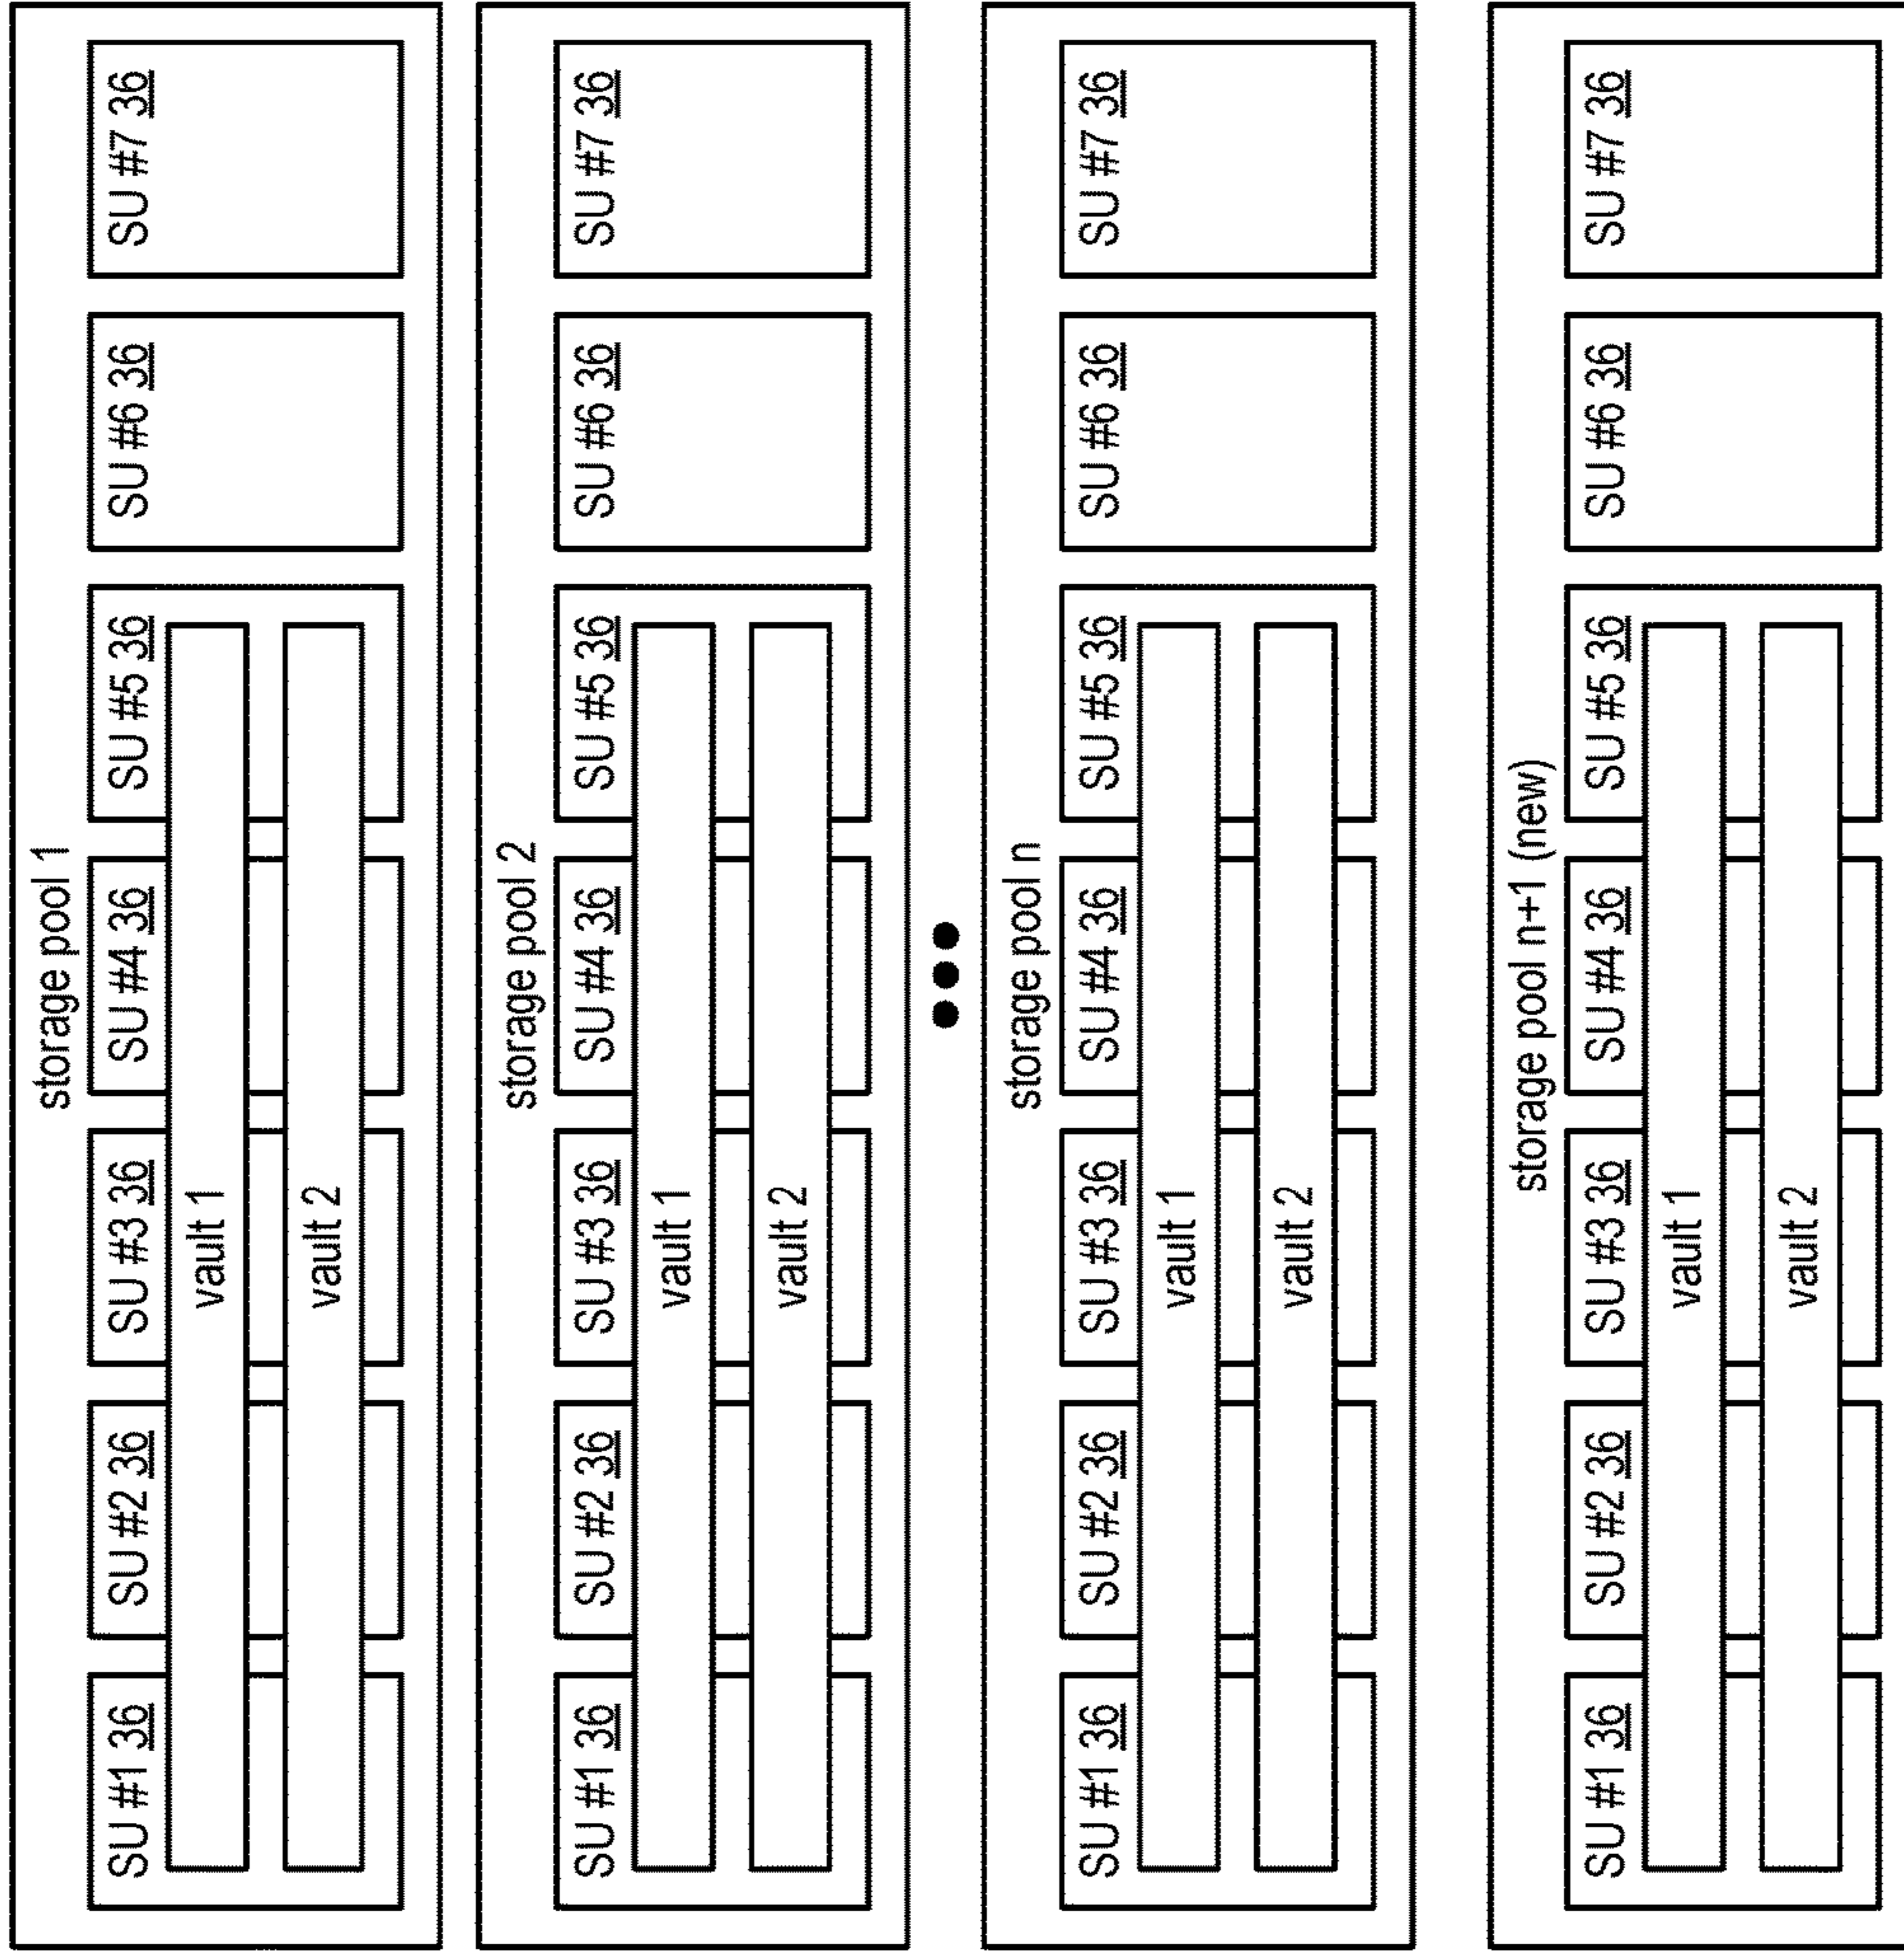 storage pool 1
SU #1 36 SU #2 36 SU #3 36 SU #4 36 SU #5 36 SU #6 36 SU #7 36
vault 1
vault 2
storage pool 2
SU #1 36 SU #2 36 SU #3 36 SU #4 36 SU #5 36 SU #6 36 SU #7 36
vault 1
vault 2
storage pool n
SU #1 36 SU #2 36 SU #3 36 SU #4 36 SU #5 36 SU #6 36 SU #7 36
vault 1
vault 2
storage pool n+1 (new)
SU #1 36 SU #2 36 SU #3 36 SU #4 36 SU #5 36 SU #6 36 SU #7 36
vault 1
vault 2